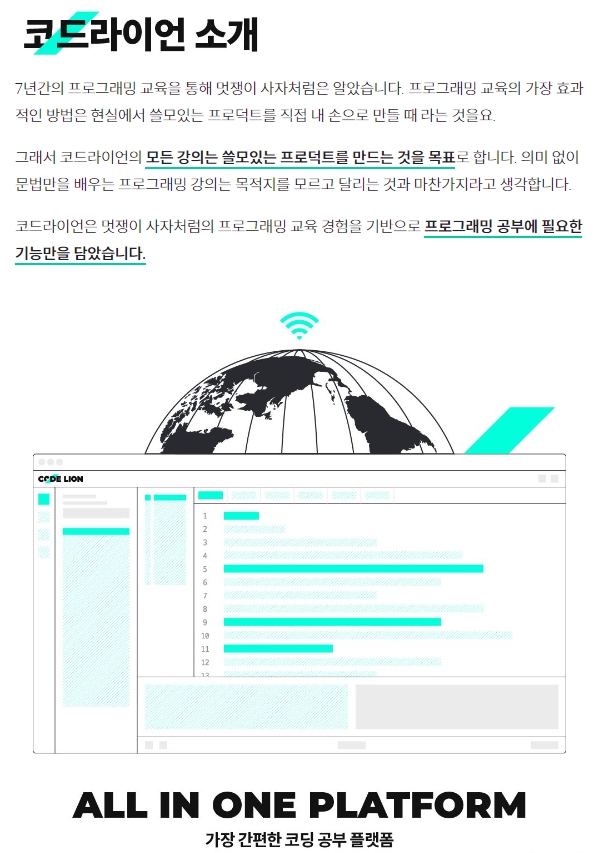 코드라이언 소개
7년간의 프로그래밍 교육을 통해 멋쟁이 사자처럼은 알았습니다. 프로그래밍 교육의 가장 효과
적인 방법은 현실에서 쓸모있는 프로덕트를 직접 내 손으로 만들 때 라는 것을요.
그래서 코드라이언의 모든 강의는 쓸모있는 프로덕트를 만드는 것을 목표로 합니다. 의미 없이
문법만을 배우는 프로그래밍 강의는 목적지를 모르고 달리는 것과 마찬가지라고 생각합니다.
코드라이언은 멋쟁이 사자처럼의 프로그래밍 교육 경험을 기반으로 프로그래밍 공부에 필요한
기능만을 담았습니다.
CODE LION
1
2
3
4
5
6
7
8
9
10
11
12
13
ALL IN ONE PLATFORM
가장 간편한 코딩 공부 플랫폼